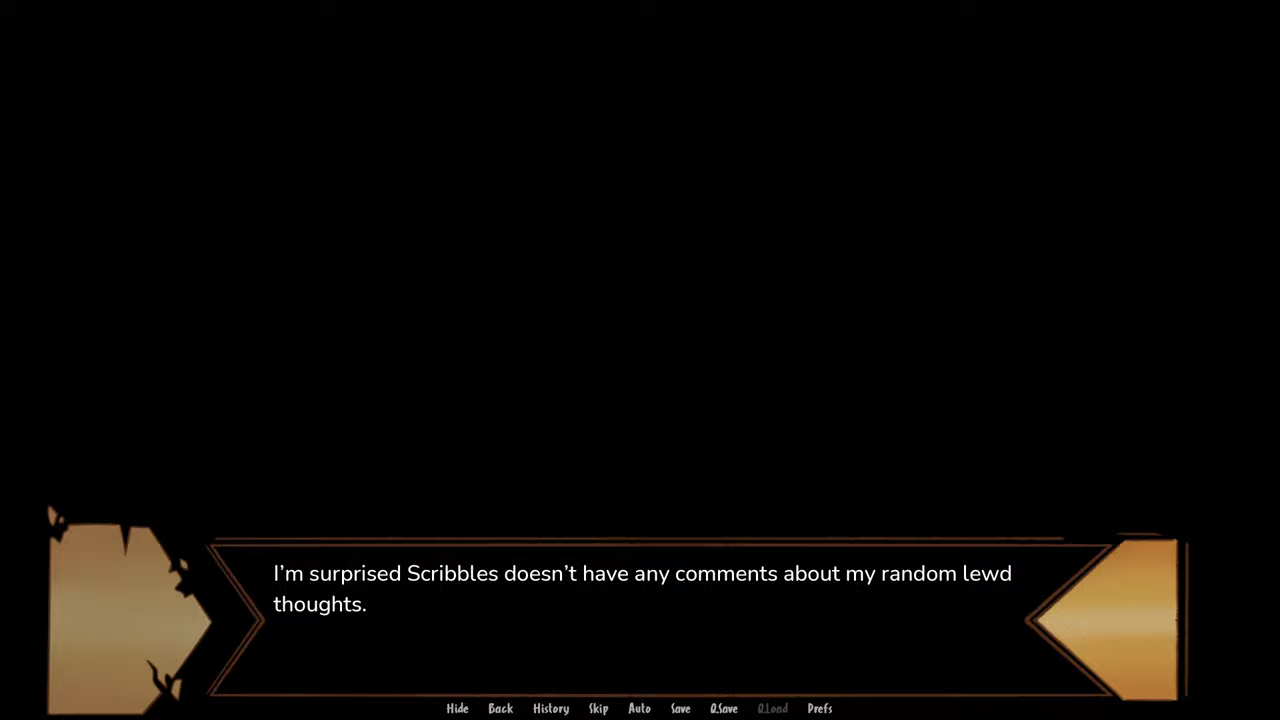 I’m surprised Scribbles doesn’t have any comments about my random lewd
thoughts.
Hide Back History Skip Auto Save Q.Save Q.Load Prefs